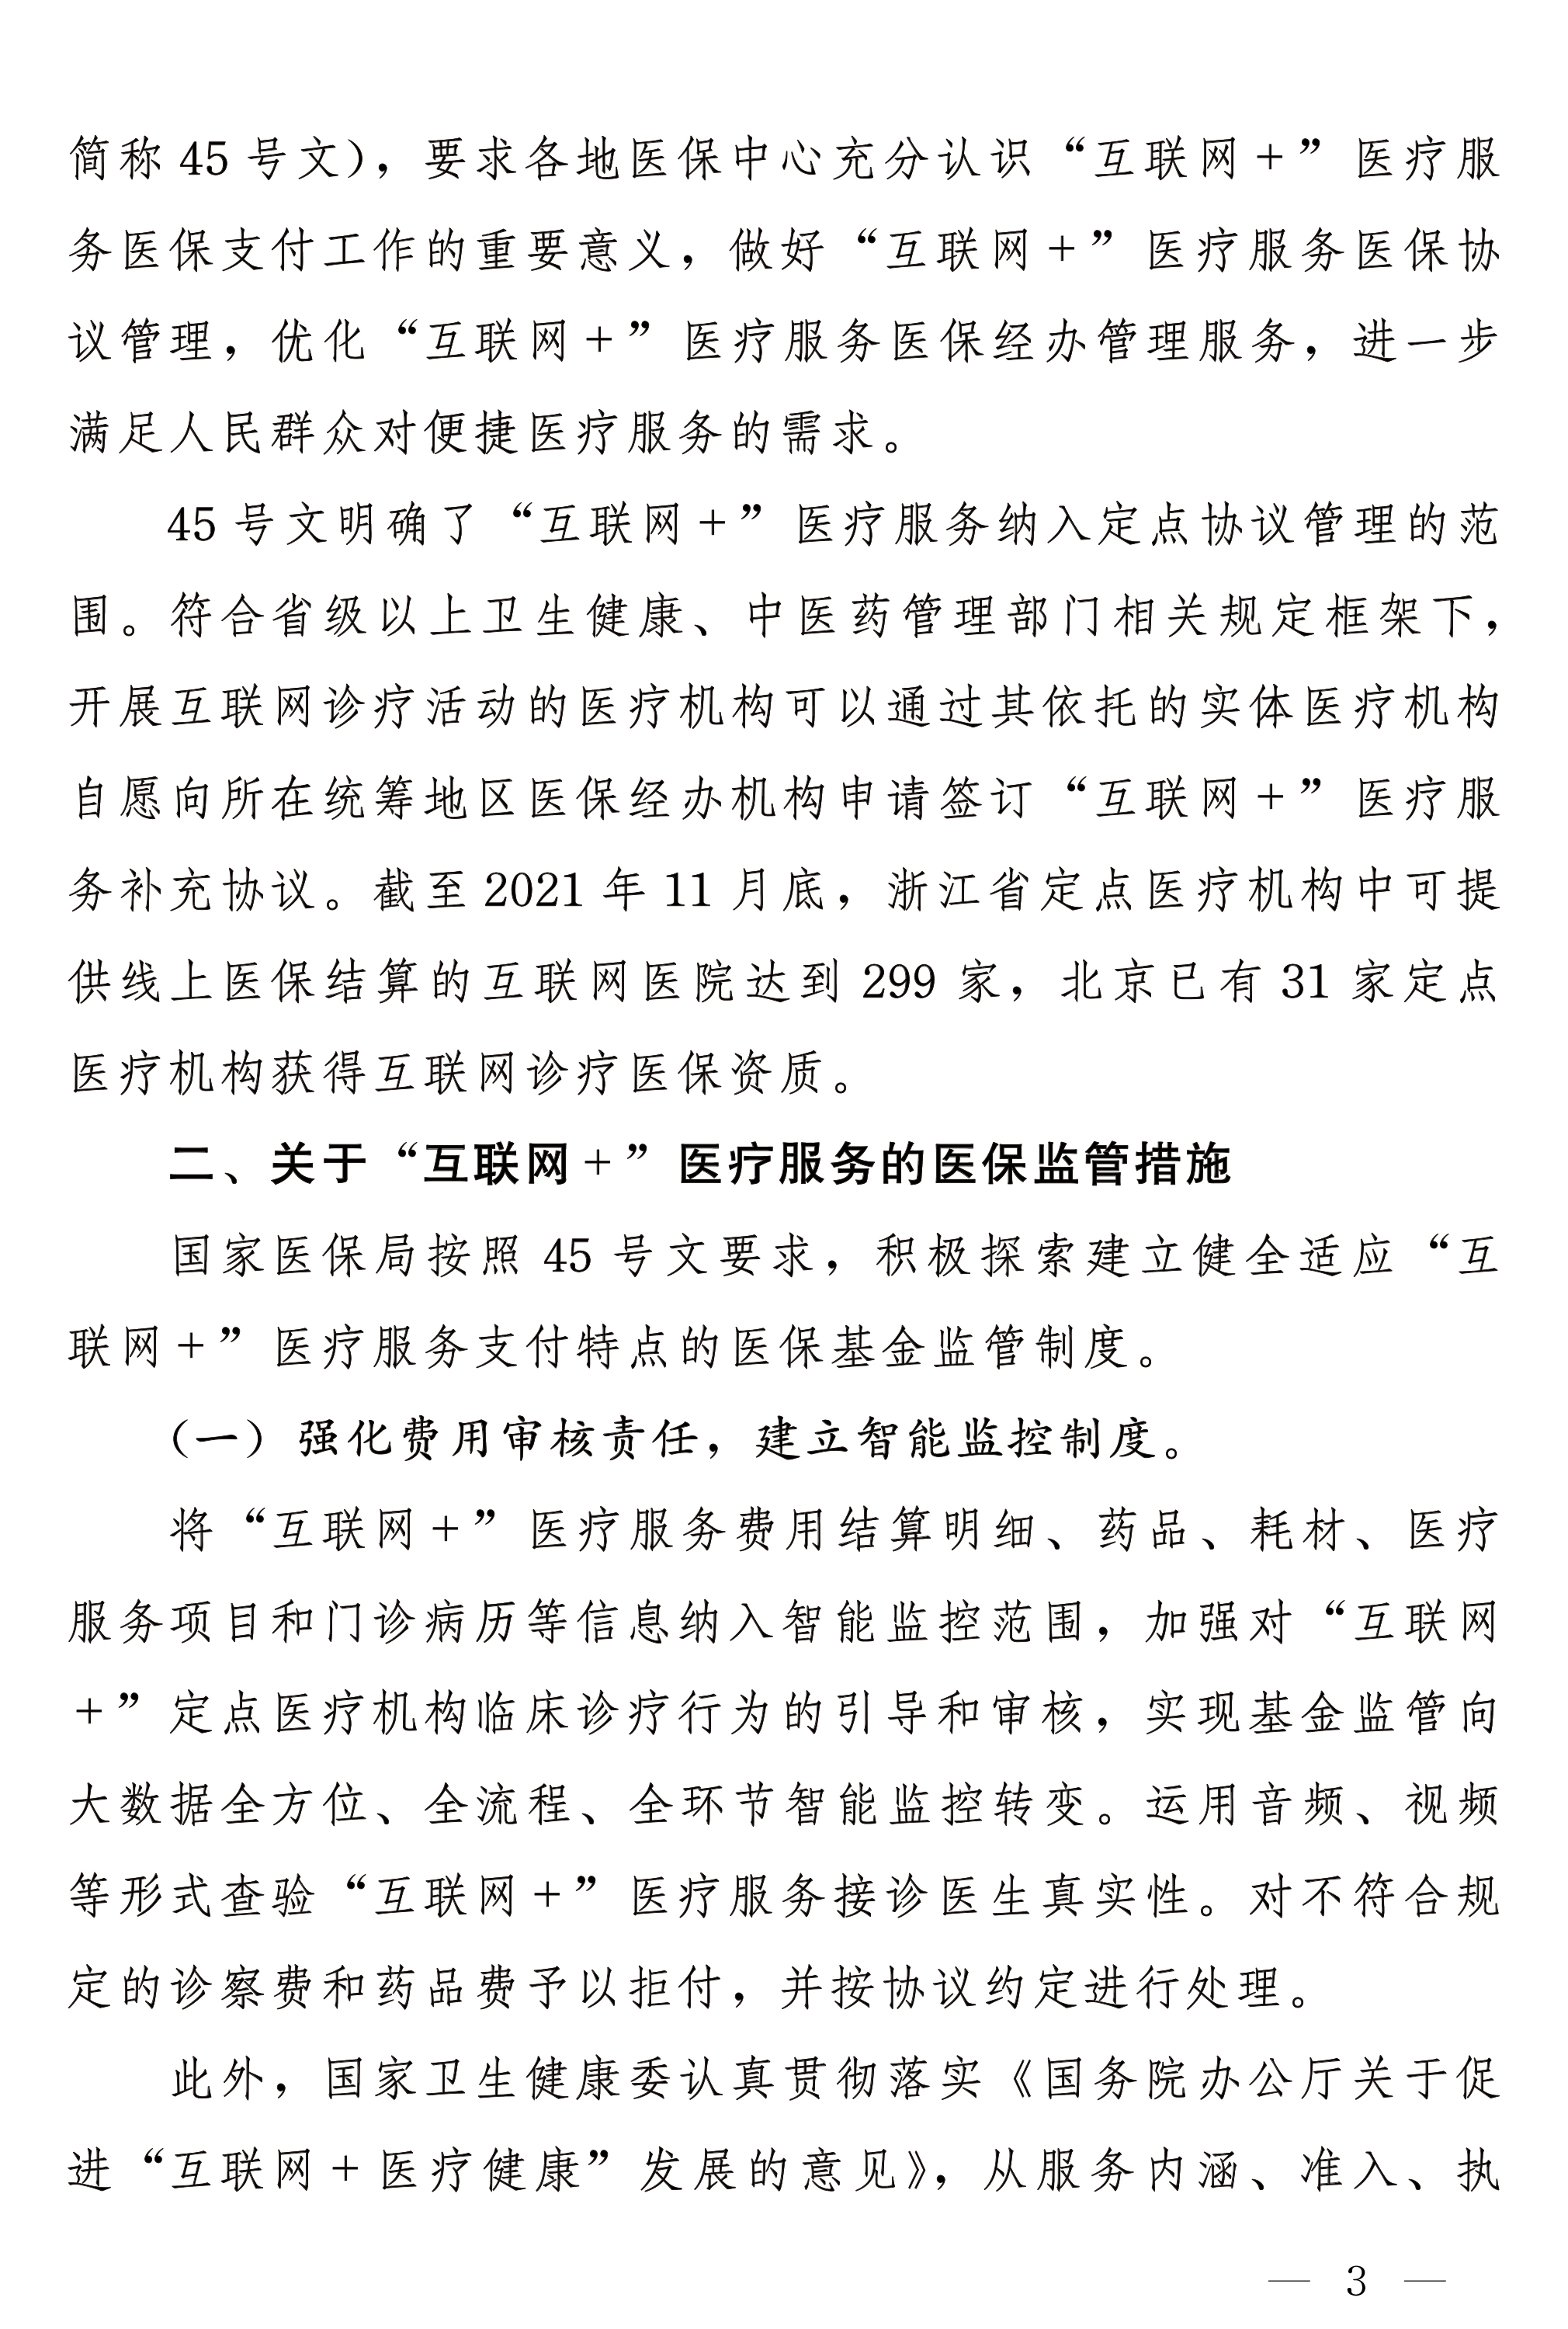 简称 45 号文），要求各地医保中心充分认识“互联网＋”医疗服
务医保支付工作的重要意义，做好“互联网＋”医疗服务医保协
议管理，优化“互联网＋”医疗服务医保经办管理服务，进一步
满足人民群众对便捷医疗服务的需求。
45 号文明确了“互联网＋”医疗服务纳入定点协议管理的范
围。符合省级以上卫生健康、中医药管理部门相关规定框架下，
开展互联网诊疗活动的医疗机构可以通过其依托的实体医疗机构
自愿向所在统筹地区医保经办机构申请签订“互联网＋”医疗服
务补充协议。截至 2021 年 11 月底，浙江省定点医疗机构中可提
供线上医保结算的互联网医院达到 299 家，北京已有 31 家定点
医疗机构获得互联网诊疗医保资质。
二、关于“互联网＋”医疗服务的医保监管措施
国家医保局按照 45 号文要求，积极探索建立健全适应“互
联网＋”医疗服务支付特点的医保基金监管制度。
（一）强化费用审核责任，建立智能监控制度。
将“互联网＋”医疗服务费用结算明细、药品、耗材、医疗
服务项目和门诊病历等信息纳入智能监控范围，加强对“互联网
＋”定点医疗机构临床诊疗行为的引导和审核，实现基金监管向
大数据全方位、全流程、全环节智能监控转变。运用音频、视频
等形式查验“互联网＋”医疗服务接诊医生真实性。对不符合规
定的诊察费和药品费予以拒付，并按协议约定进行处理。
此外，国家卫生健康委认真贯彻落实《国务院办公厅关于促
进“互联网＋医疗健康”发展的意见》，从服务内涵、准入、执
— 3 —